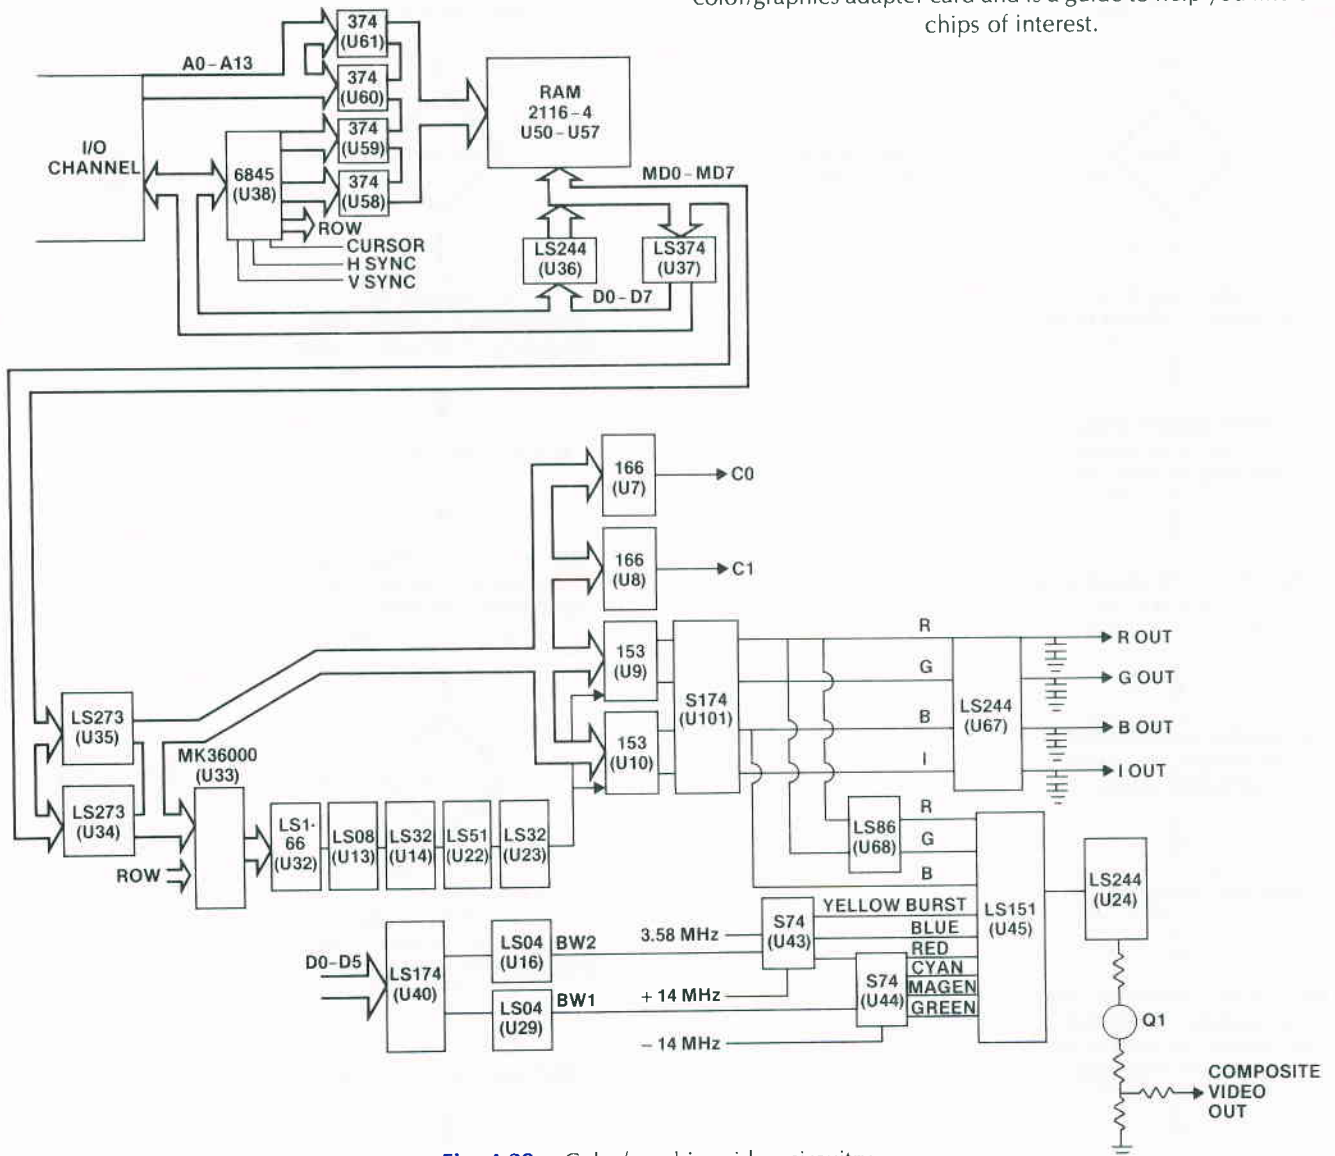 chips of interest.
374
(U61)
A0-A13
374
(U60)
374
(U59)
374
(U58)
RAM
2116-4
U50-U57
I/O
CHANNEL
6845
(U38)
MD0-MD7
ROW
CURSOR
H SYNC
V SYNC
LS244
(U36)
LS374
(U37)
D0-D7
166
(U7)
C0
166
(U8)
C1
153
(U9)
153
(U10)
S174
(U101)
R
G
B
I
LS244
(U67)
R OUT
G OUT
B OUT
I OUT
LS273
(U35)
LS273
(U34)
MK36000
(U33)
ROW
LS1-
66
(U32)
LS08
(U13)
LS32
(U14)
LS51
(U22)
LS32
(U23)
LS86
(U68)
R
G
B
LS151
(U45)
LS244
(U24)
D0-D5
LS174
(U40)
LS04
(U16)
BW2
LS04
(U29)
BW1
3.58 MHz
+ 14 MHz
- 14 MHz
S74
(U43)
S74
(U44)
YELLOW BURST
BLUE
RED
CYAN
MAGEN
GREEN
Q1
COMPOSITE
VIDEO
OUT